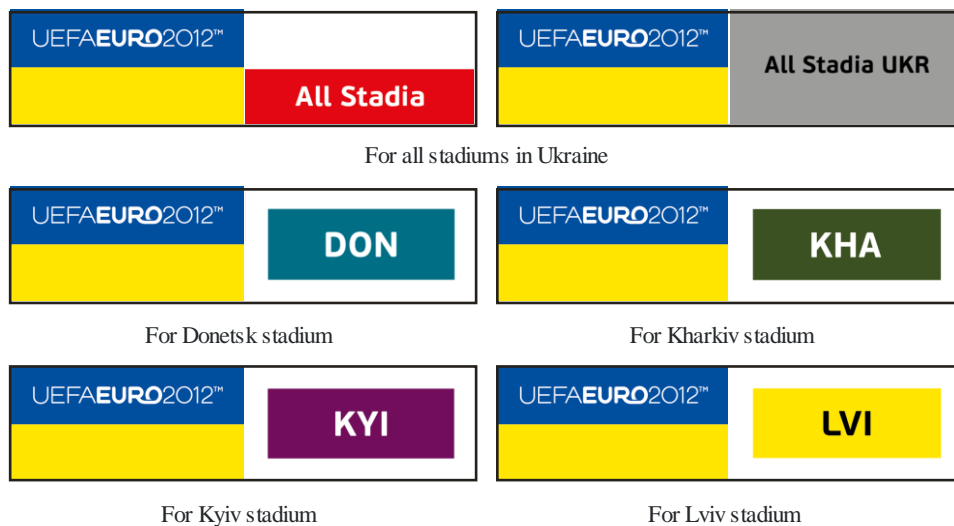 UEFAEURO2012™
All Stadia
UEFAEURO2012™
All Stadia UKR
For all stadiums in Ukraine
UEFAEURO2012™
DON
UEFAEURO2012™
KHA
For Donetsk stadium
For Kharkiv stadium
UEFAEURO2012™
KYI
UEFAEURO2012™
LVI
For Kyiv stadium
For Lviv stadium